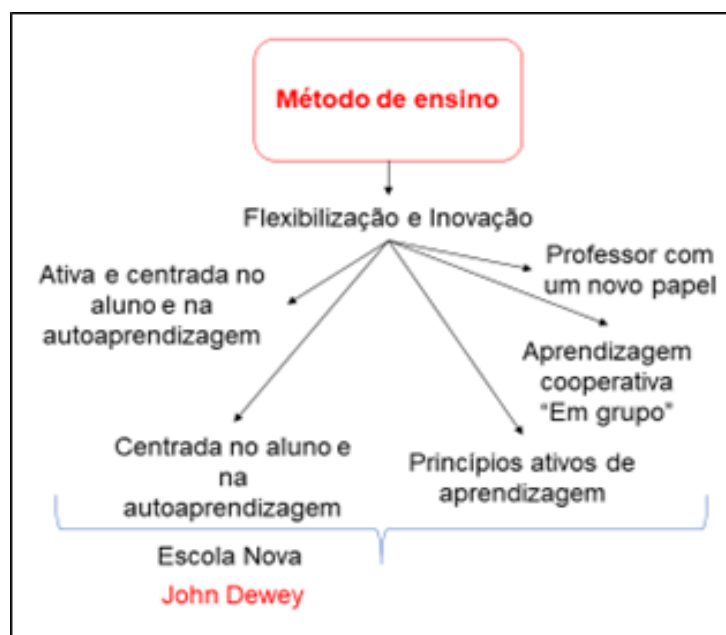 Método de ensino
Flexibilização e Inovação
Ativa e centrada no
aluno e na
autoaprendizagem
Professor com
um novo papel
Aprendizagem
cooperativa
“Em grupo”
Centrada no aluno e
na
autoaprendizagem
Princípios ativos de
aprendizagem
Escola Nova
John Dewey